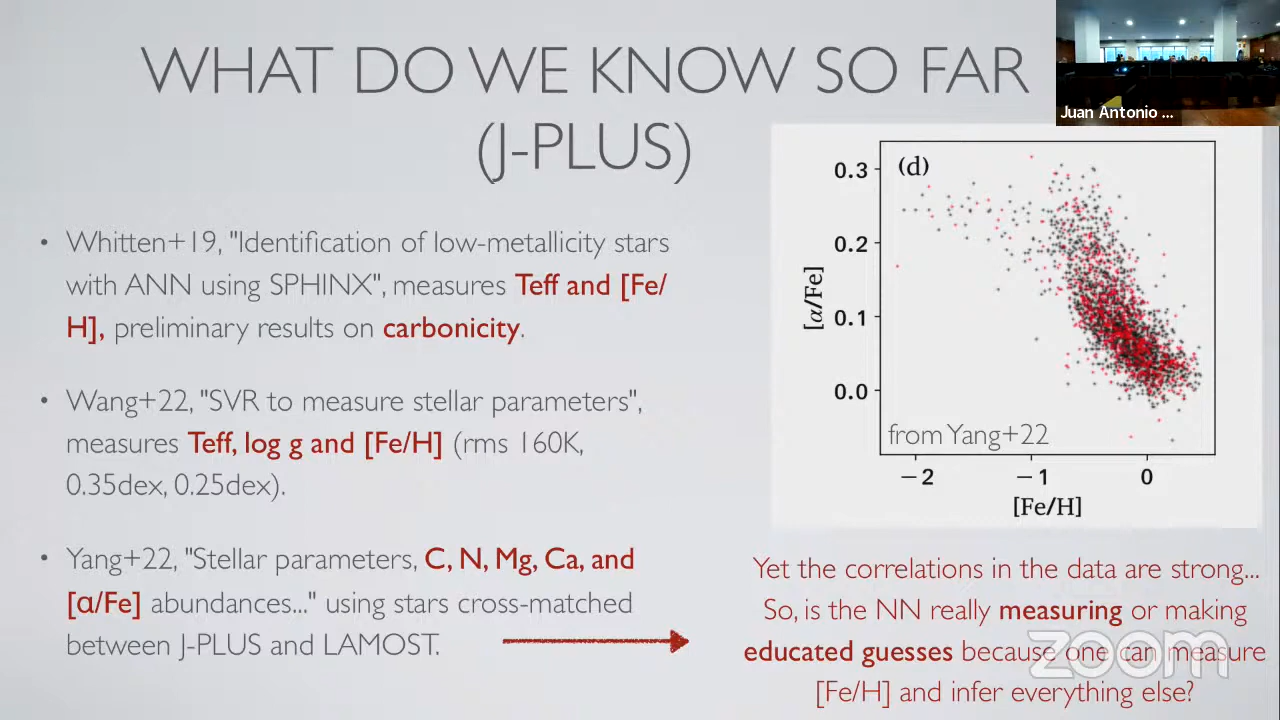 WHAT DO WE KNOW SO FAR
(J-PLUS)
Juan Antonio ...
• Whitten+19, "Identification of low-metallicity stars
with ANN using SPHINX", measures Teff and [Fe/
H], preliminary results on carbonicity.
• Wang+22, "SVR to measure stellar parameters",
measures Teff, log g and [Fe/H] (rms 160K,
0.35dex, 0.25dex).
• Yang+22, "Stellar parameters, C, N, Mg, Ca, and
[α/Fe] abundances..." using stars cross-matched
between J-PLUS and LAMOST.
(d)
0.3
0.2
0.1
0.0
[α/Fe]
from Yang+22
−2 −1 0
[Fe/H]
Yet the correlations in the data are strong...
So, is the NN really measuring or making
educated guesses because one can measure
[Fe/H] and infer everything else?
zoom